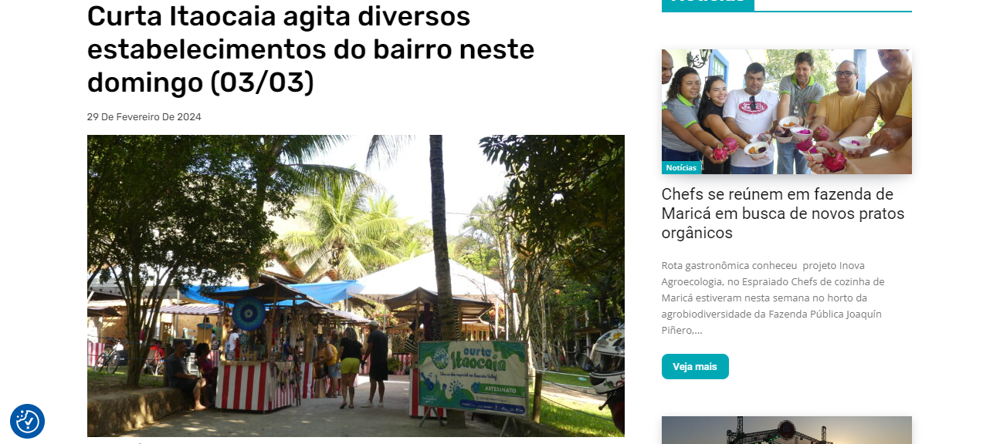 Curta Itaocaia agita diversos
estabelecimentos do bairro neste
domingo (03/03)
29 De Fevereiro De 2024
curta
Itaocaia
ARTESANATO
Notícias
Chefs se reúnem em fazenda de
Maricá em busca de novos pratos
orgânicos
Rota gastronômica conheceu  projeto Inova
Agroecologia, no Espraiado Chefs de cozinha de
Maricá estiveram nesta semana no horto da
agrobiodiversidade da Fazenda Pública Joaquín
Piñero,...
Veja mais